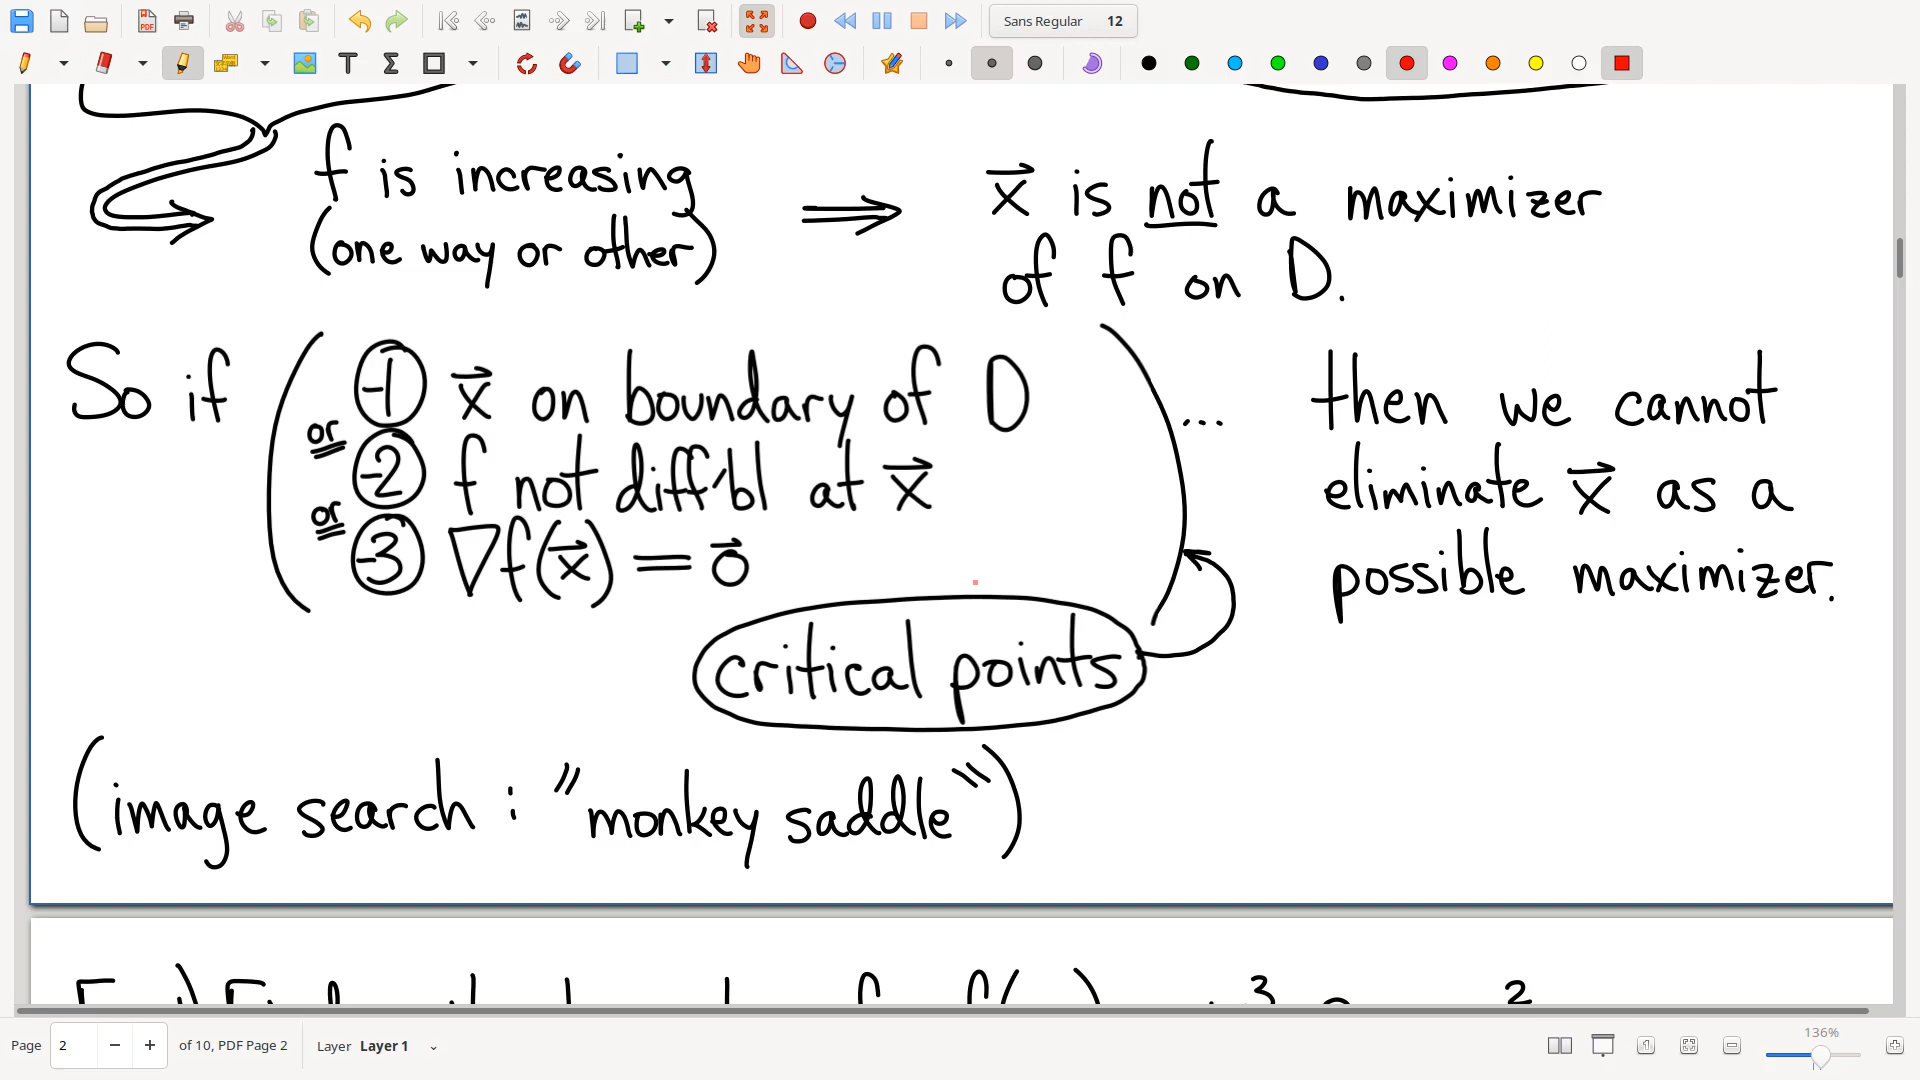 Sans Regular 12
f is increasing
(one way or other)
⟹ x⃗ is not a maximizer
of f on D.
So if
(-1) x⃗ on boundary of D
or
(-2) f not diff'bl at x⃗
or
(-3) ∇f(x⃗) = 0⃗
... then we cannot
eliminate x⃗ as a
possible maximizer.
critical points
(image search : "monkey saddle")
Page 2 of 10, PDF Page 2 Layer Layer 1
136%